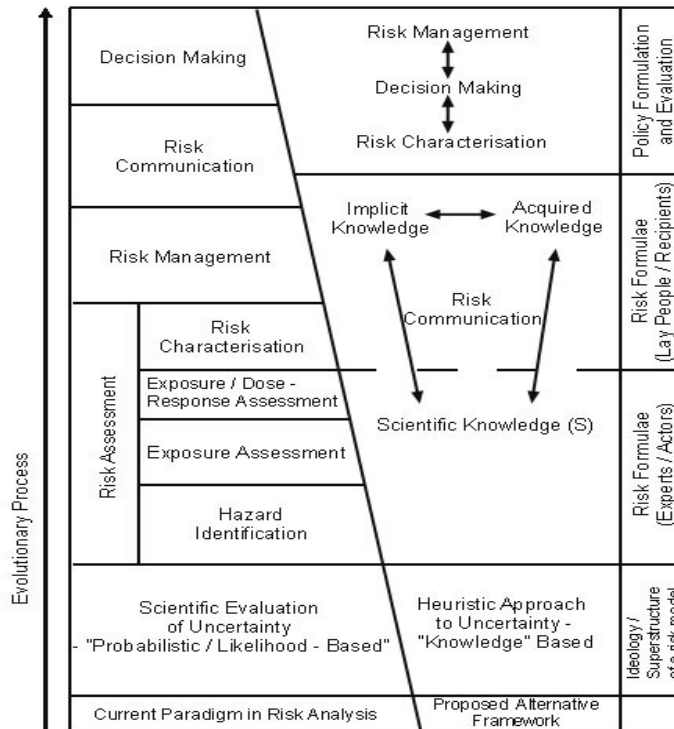 Evolutionary Process
Decision Making
Risk
Communication
Risk Management
Risk Assessment
Risk
Characterisation
Exposure / Dose -
Response Assessment
Exposure Assessment
Hazard
Identification
Scientific Evaluation
of Uncertainty
- "Probabilistic / Likelihood - Based"
Current Paradigm in Risk Analysis
Risk Management
Decision Making
Risk Characterisation
Implicit
Knowledge
Acquired
Knowledge
Risk
Communication
Scientific Knowledge (S)
Heuristic Approach
to Uncertainty -
"Knowledge" Based
Proposed Alternative
Framework
Policy Formulation
and Evaluation
Risk Formulae
(Lay People / Recipients)
Risk Formulae
(Experts / Actors)
Ideology /
Superstructure
of a risk model